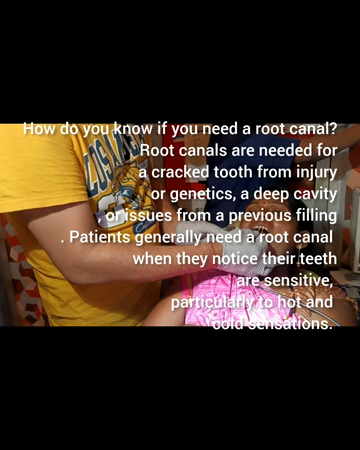 How do you know if you need a root canal?
Root canals are needed for
a cracked tooth from injury
or genetics, a deep cavity
, or issues from a previous filling
. Patients generally need a root canal
when they notice their teeth
are sensitive,
particularly to hot and
cold sensations.